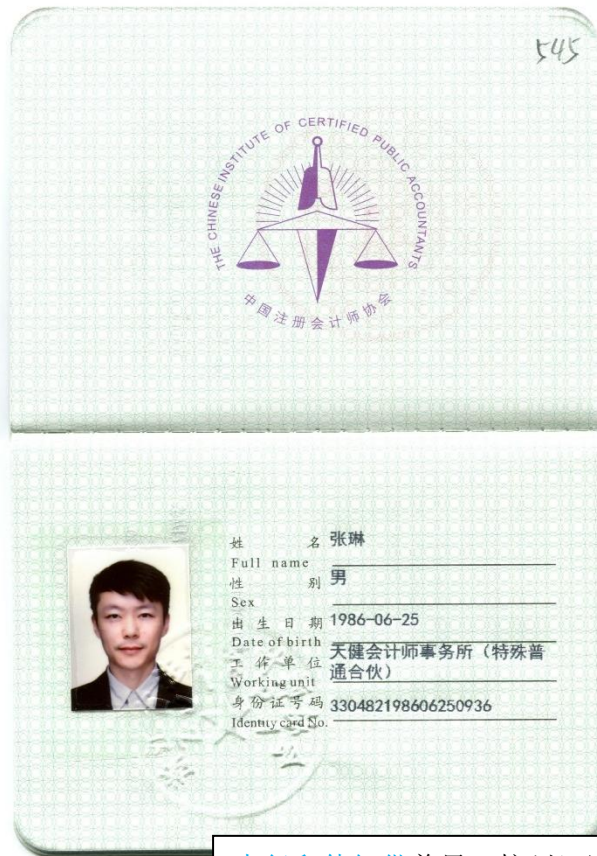 545
THE CHINESE INSTITUTE OF CERTIFIED PUBLIC ACCOUNTANTS
中国注册会计师协会
姓 名 张琳
Full name
性 别 男
Sex
出生日期 1986-06-25
Date of birth
工作单位 天健会计师事务所（特殊普
Working unit 通合伙）
身份证号码 330482198606250936
Identity card No.